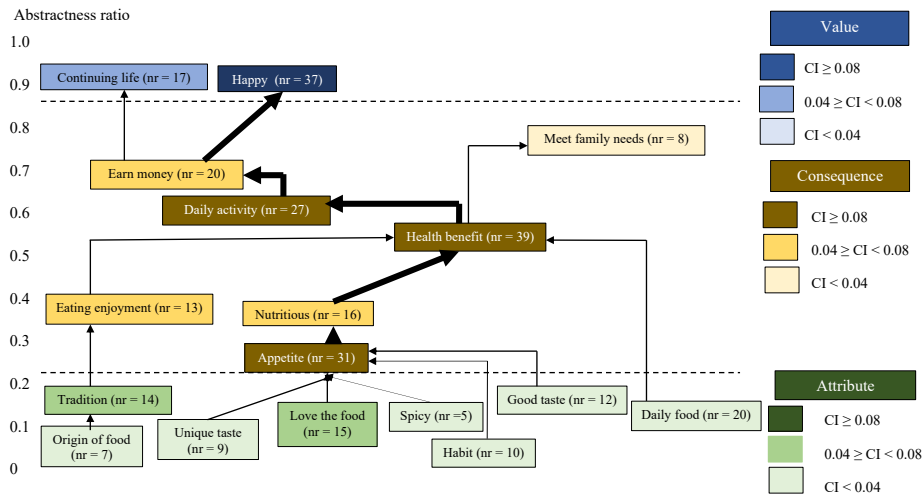 Abstractness ratio
1.0
0.9
0.8
0.7
0.6
0.5
0.4
0.3
0.2
0.1
0
Continuing life (nr = 17)
Happy (nr = 37)
Meet family needs (nr = 8)
Earn money (nr = 20)
Daily activity (nr = 27)
Health benefit (nr = 39)
Eating enjoyment (nr = 13)
Nutritious (nr = 16)
Appetite (nr = 31)
Tradition (nr = 14)
Origin of food
(nr = 7)
Unique taste
(nr = 9)
Love the food
(nr = 15)
Spicy (nr =5)
Habit (nr = 10)
Good taste (nr = 12)
Daily food (nr = 20)
Value
CI ≥ 0.08
0.04 ≥ CI < 0.08
CI < 0.04
Consequence
CI ≥ 0.08
0.04 ≥ CI < 0.08
CI < 0.04
Attribute
CI ≥ 0.08
0.04 ≥ CI < 0.08
CI < 0.04